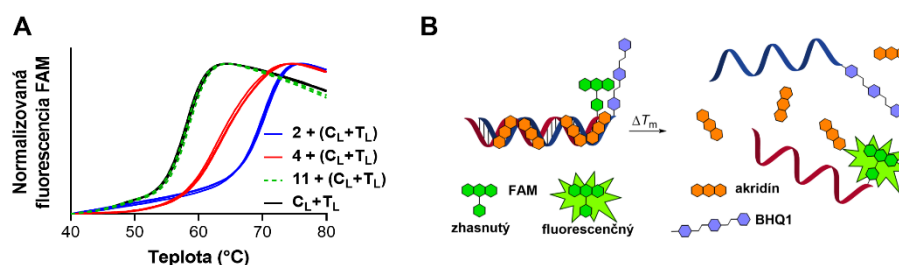 A
Normalizovaná
fluorescencia FAM
2 + (CL+TL)
4 + (CL+TL)
11 + (CL+TL)
CL+TL
40 50 60 70 80
Teplota (°C)
B
ΔTm
FAM
zhasnutý
fluorescenčný
akridín
BHQ1